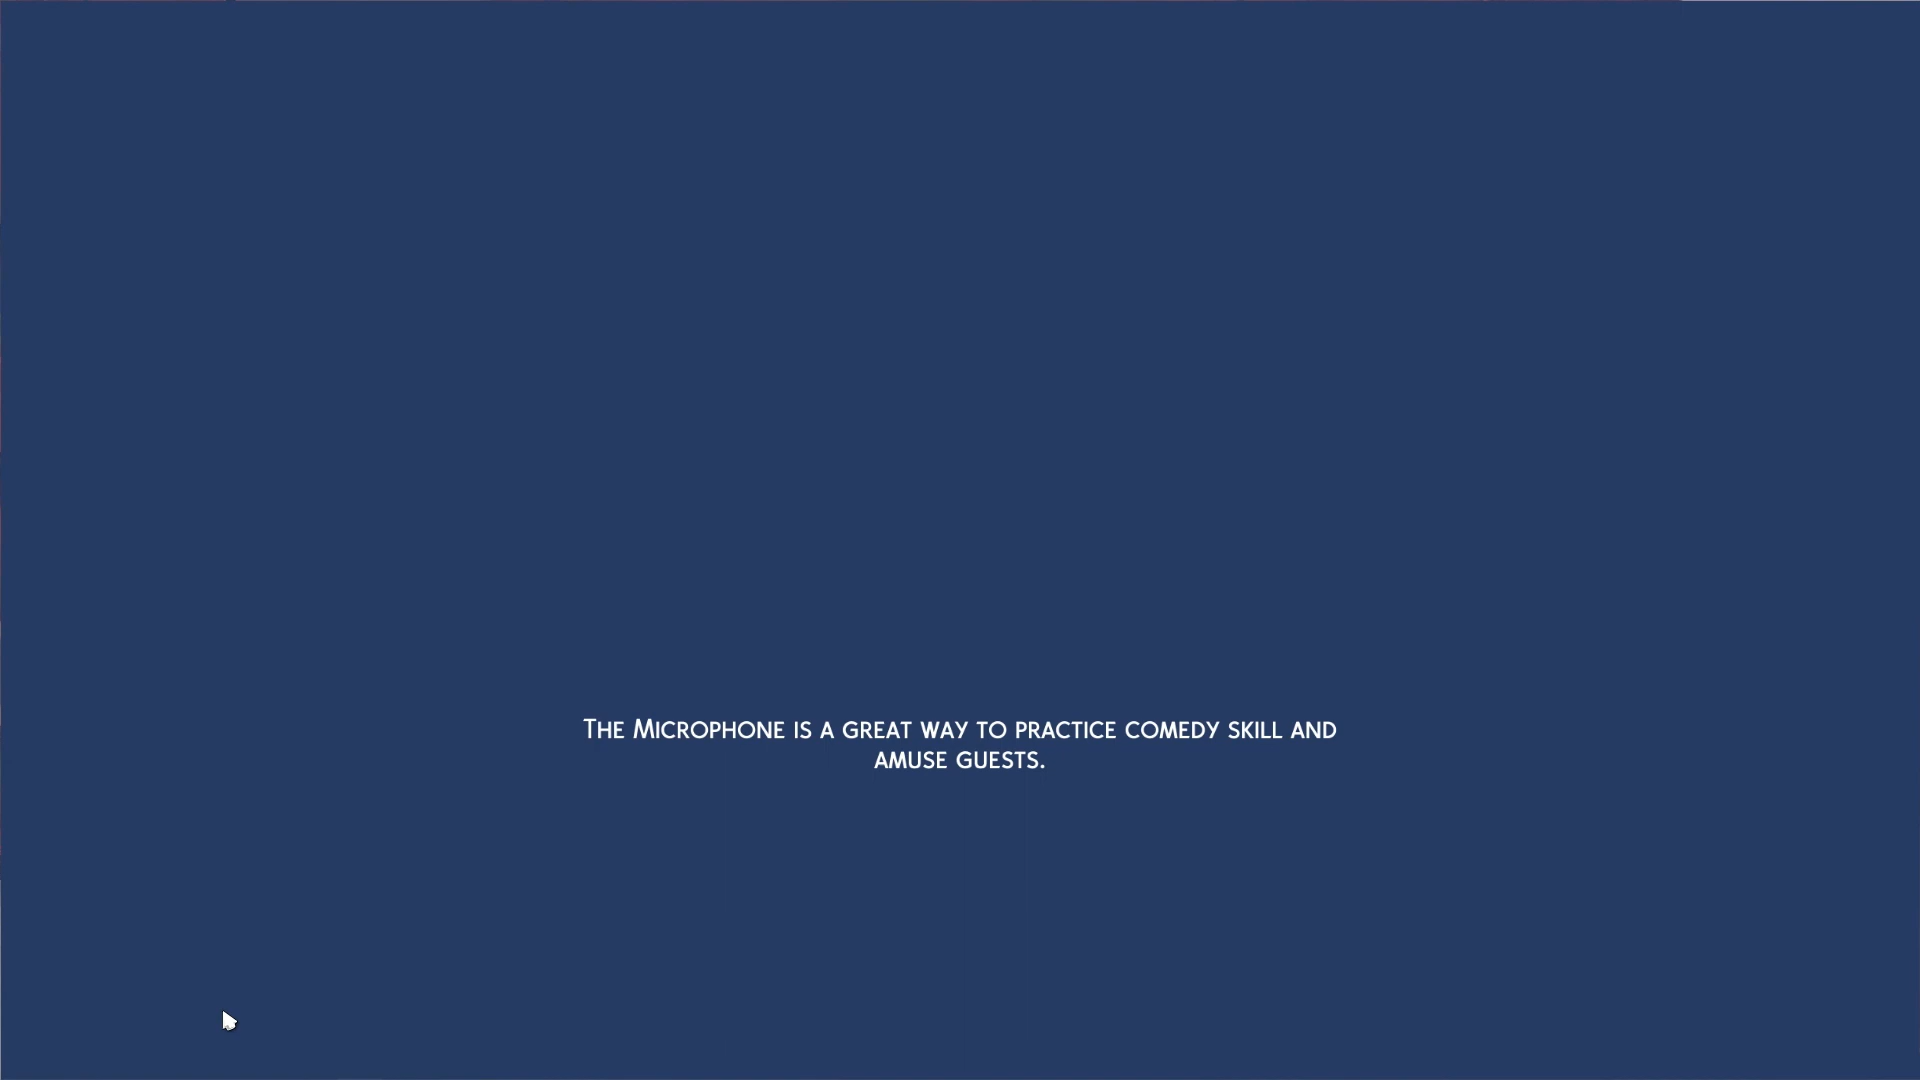 The Microphone is a great way to practice comedy skill and
amuse guests.